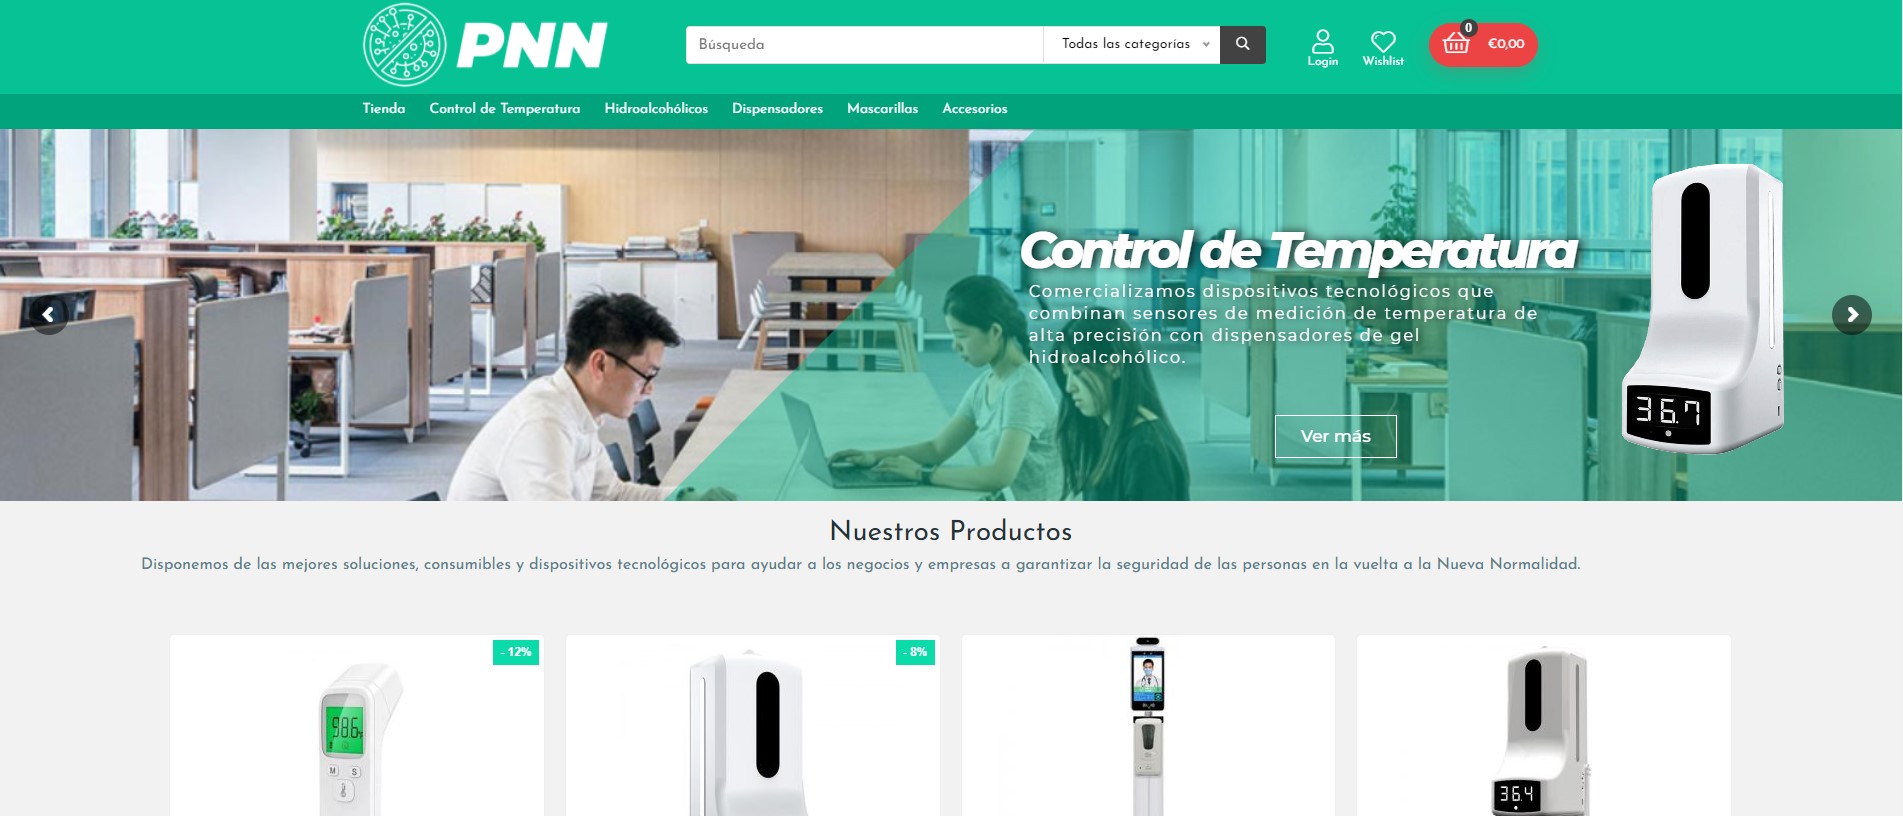 PNN
Búsqueda
Todas las categorías
Login
Wishlist
0
€0,00
Tienda
Control de Temperatura
Hidroalcohólicos
Dispensadores
Mascarillas
Accesorios
Control de Temperatura
Comercializamos dispositivos tecnológicos que
combinan sensores de medición de temperatura de
alta precisión con dispensadores de gel
hidroalcohólico.
Ver más
36.7
Nuestros Productos
Disponemos de las mejores soluciones, consumibles y dispositivos tecnológicos para ayudar a los negocios y empresas a garantizar la seguridad de las personas en la vuelta a la Nueva Normalidad.
- 12%
- 8%
98.6
M S
36.4